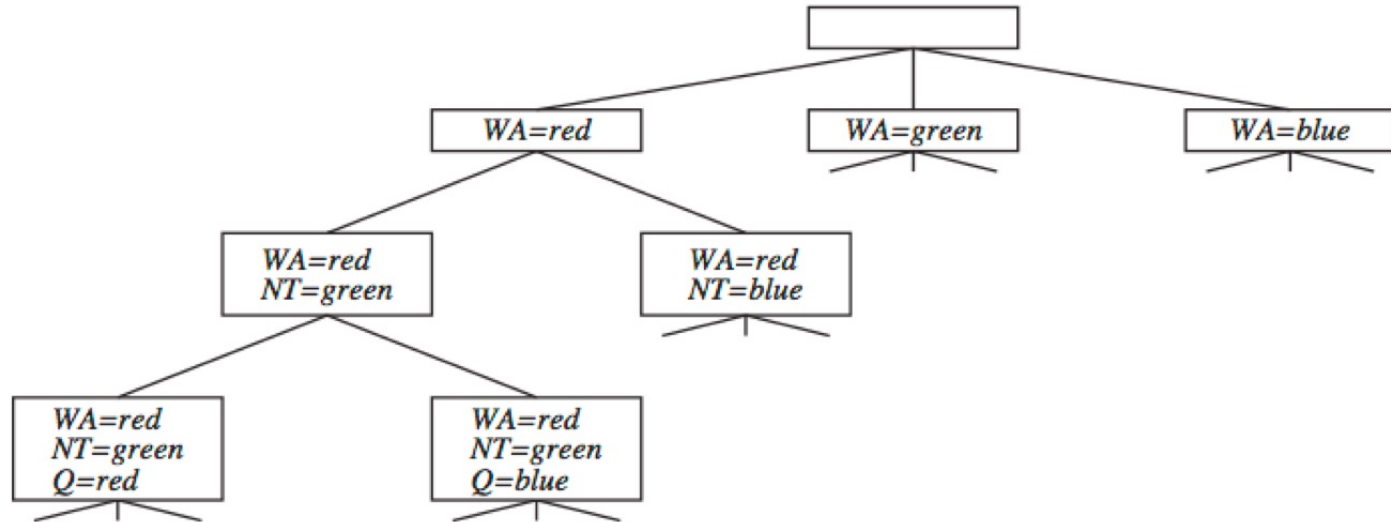 WA=red
WA=green
WA=blue
WA=red
NT=green
WA=red
NT=blue
WA=red
NT=green
Q=red
WA=red
NT=green
Q=blue